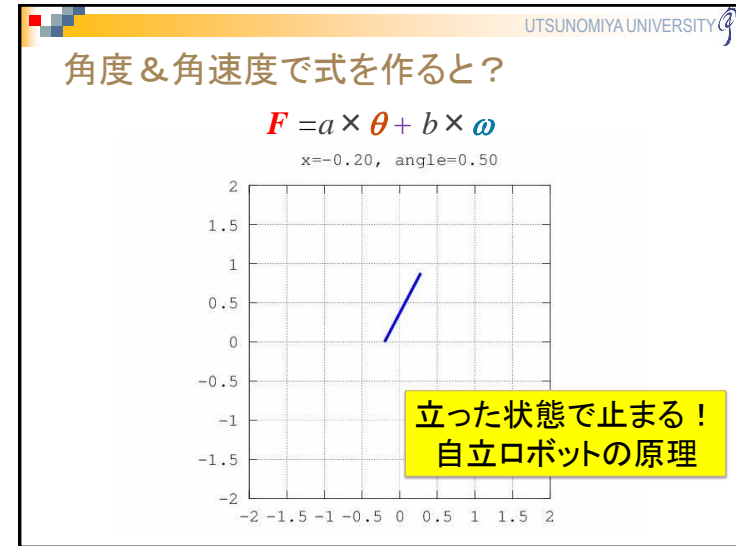 UTSUNOMIYA UNIVERSITY
角度＆角速度で式を作ると？
F =a × θ + b × ω
x=-0.20, angle=0.50
2
1.5
1
0.5
0
-0.5
-1
-1.5
-2
-2 -1.5 -1 -0.5 0 0.5 1 1.5 2
立った状態で止まる！
自立ロボットの原理